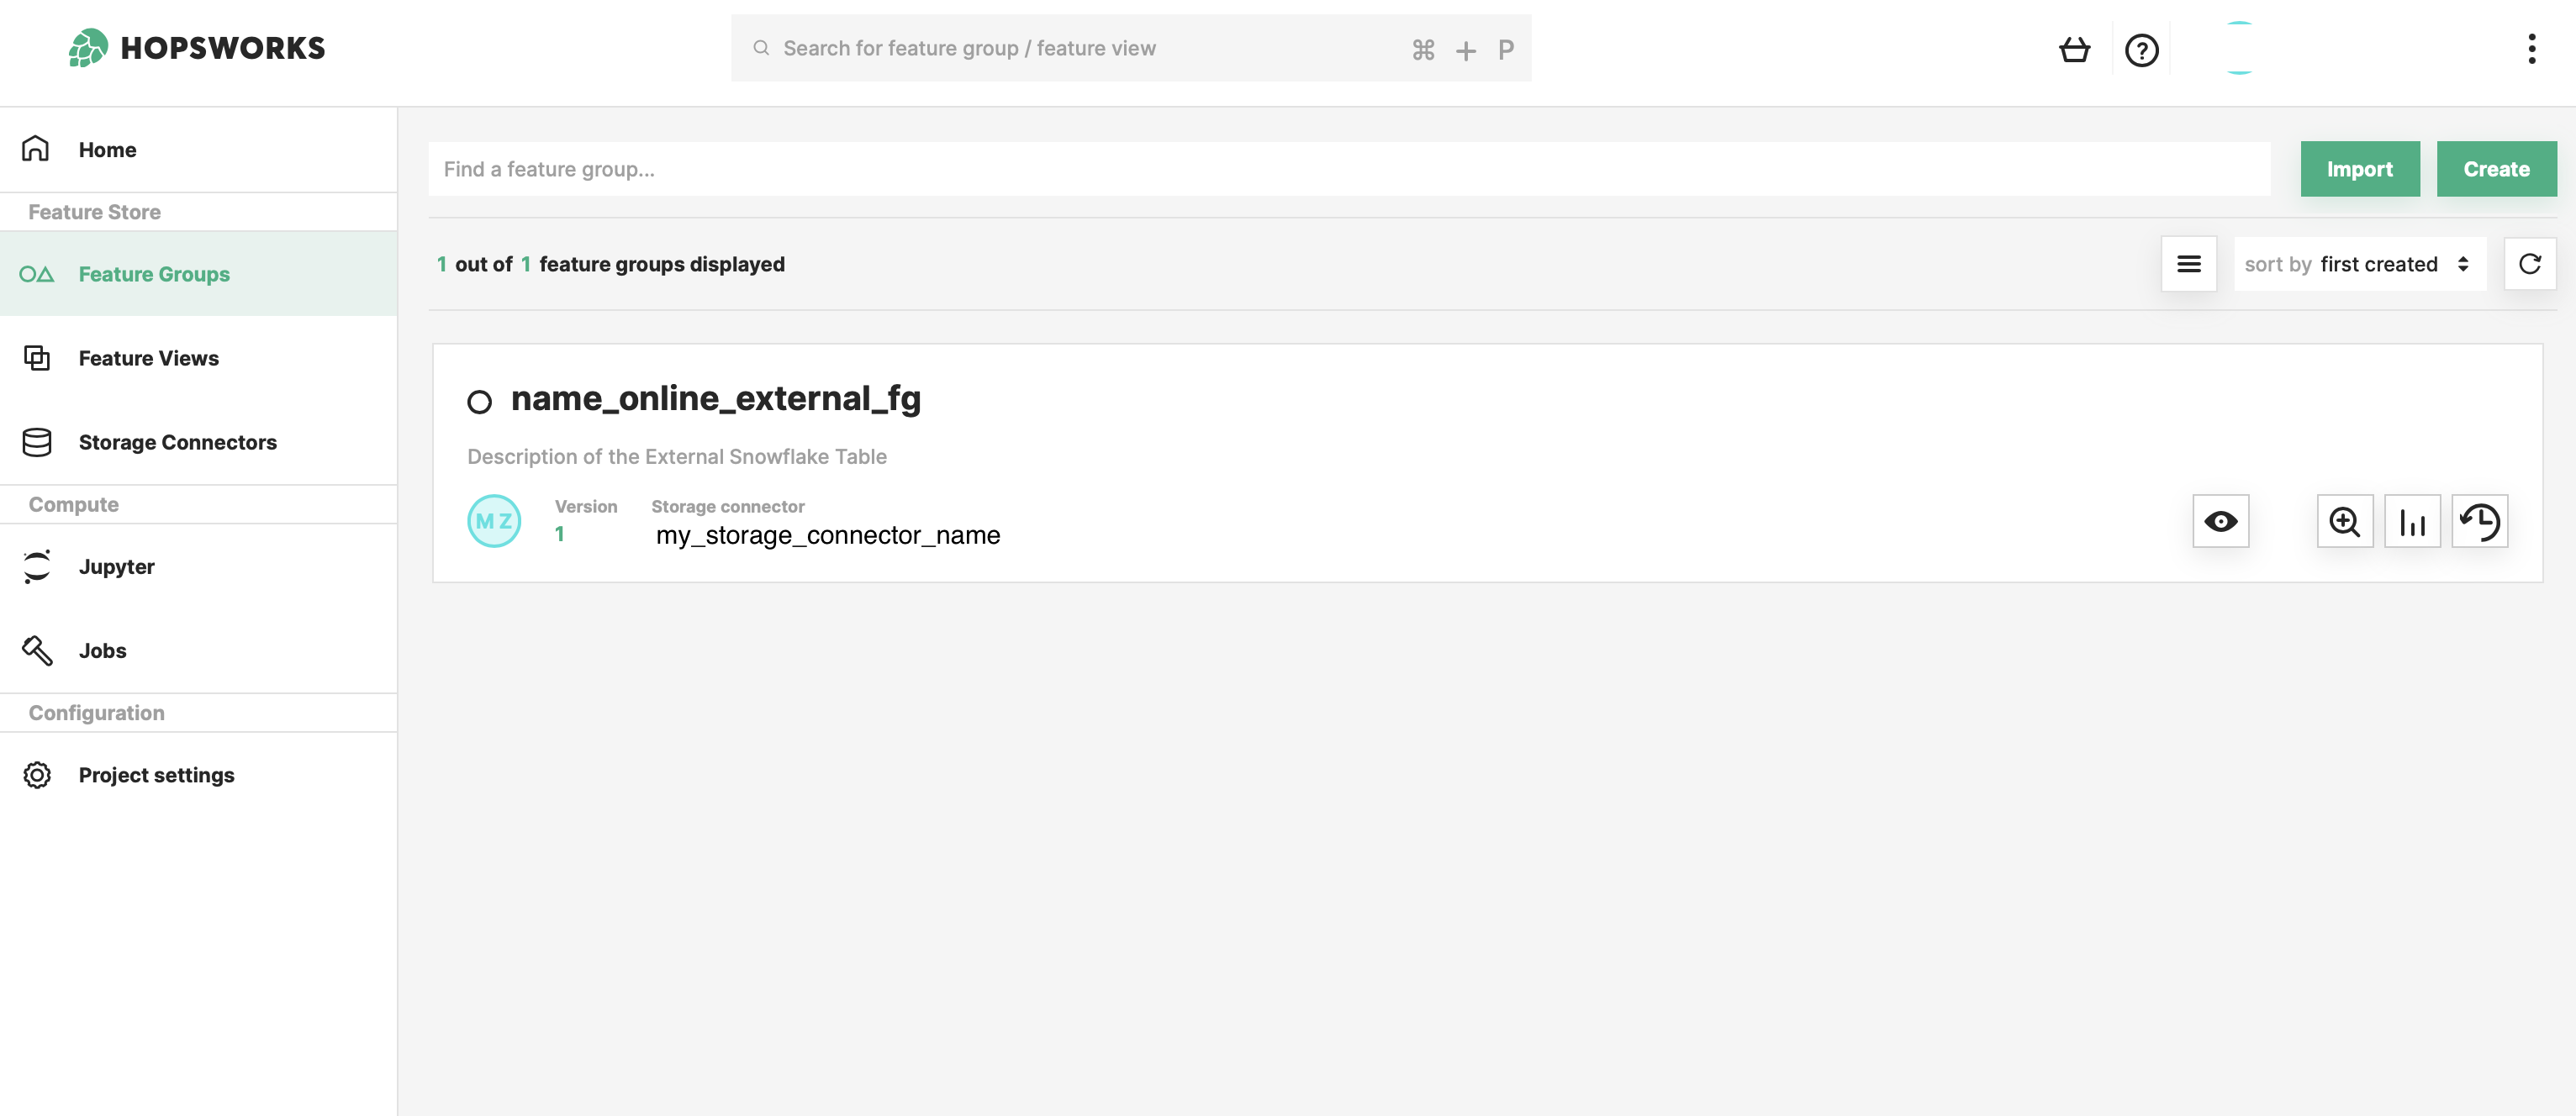 HOPSWORKS
Search for feature group / feature view ⌘ + P
Home
Feature Store
Feature Groups
Feature Views
Storage Connectors
Compute
Jupyter
Jobs
Configuration
Project settings
Find a feature group...
Import
Create
1 out of 1 feature groups displayed
sort by first created
name_online_external_fg
Description of the External Snowflake Table
M Z
Version
1
Storage connector
my_storage_connector_name